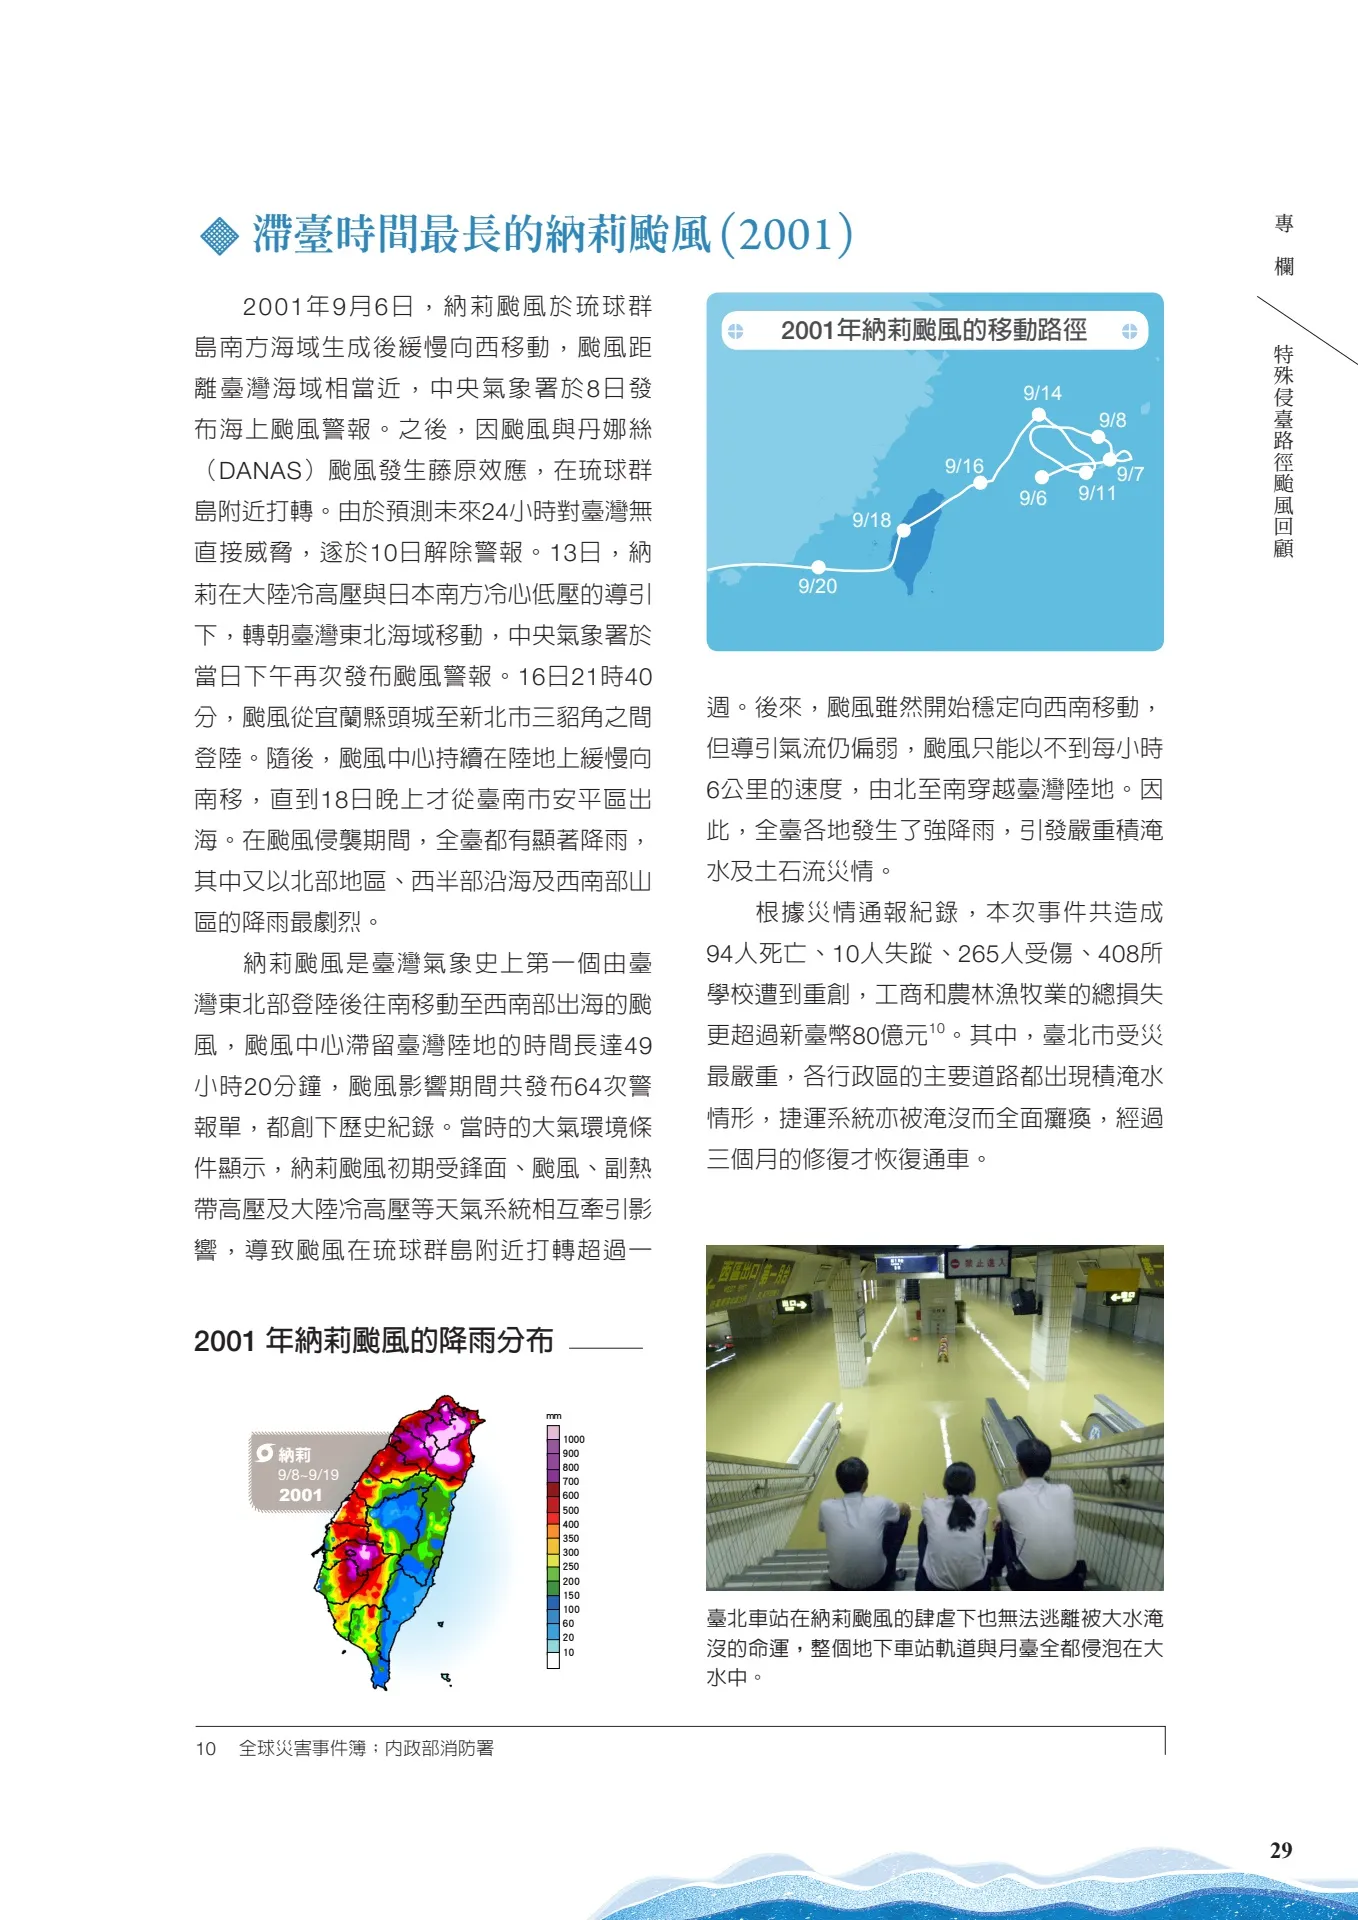 滯臺時間最長的納莉颱風(2001)
2001年9月6日，納莉颱風於琉球群
島南方海域生成後緩慢向西移動，颱風距
離臺灣海域相當近，中央氣象署於8日發
布海上颱風警報。之後，因颱風與丹娜絲
（DANAS）颱風發生藤原效應，在琉球群
島附近打轉。由於預測未來24小時對臺灣無
直接威脅，遂於10日解除警報。13日，納
莉在大陸冷高壓與日本南方冷心低壓的導引
下，轉朝臺灣東北海域移動，中央氣象署於
當日下午再次發布颱風警報。16日21時40
分，颱風從宜蘭縣頭城至新北市三貂角之間
登陸。隨後，颱風中心持續在陸地上緩慢向
南移，直到18日晚上才從臺南市安平區出
海。在颱風侵襲期間，全臺都有顯著降雨，
其中又以北部地區、西半部沿海及西南部山
區的降雨最劇烈。
納莉颱風是臺灣氣象史上第一個由臺
灣東北部登陸後往南移動至西南部出海的颱
風，颱風中心滯留臺灣陸地的時間長達49
小時20分鐘，颱風影響期間共發布64次警
報單，都創下歷史紀錄。當時的大氣環境條
件顯示，納莉颱風初期受鋒面、颱風、副熱
帶高壓及大陸冷高壓等天氣系統相互牽引影
響，導致颱風在琉球群島附近打轉超過一
2001年納莉颱風的移動路徑
9/14
9/8
9/16
9/7
9/6
9/11
9/18
9/20
週。後來，颱風雖然開始穩定向西南移動，
但導引氣流仍偏弱，颱風只能以不到每小時
6公里的速度，由北至南穿越臺灣陸地。因
此，全臺各地發生了強降雨，引發嚴重積淹
水及土石流災情。
根據災情通報紀錄，本次事件共造成
94人死亡、10人失蹤、265人受傷、408所
學校遭到重創，工商和農林漁牧業的總損失
更超過新臺幣80億元10。其中，臺北市受災
最嚴重，各行政區的主要道路都出現積淹水
情形，捷運系統亦被淹沒而全面癱瘓，經過
三個月的修復才恢復通車。
2001 年納莉颱風的降雨分布
納莉
9/8~9/19
2001
mm
1000
900
800
700
600
500
400
350
300
250
200
150
100
60
20
10
西區出口
第一月台
禁止進入
出口
臺北車站在納莉颱風的肆虐下也無法逃離被大水淹
沒的命運，整個地下車站軌道與月臺全都侵泡在大
水中。
10 全球災害事件簿；內政部消防署
專欄
特殊侵臺路徑颱風回顧
29